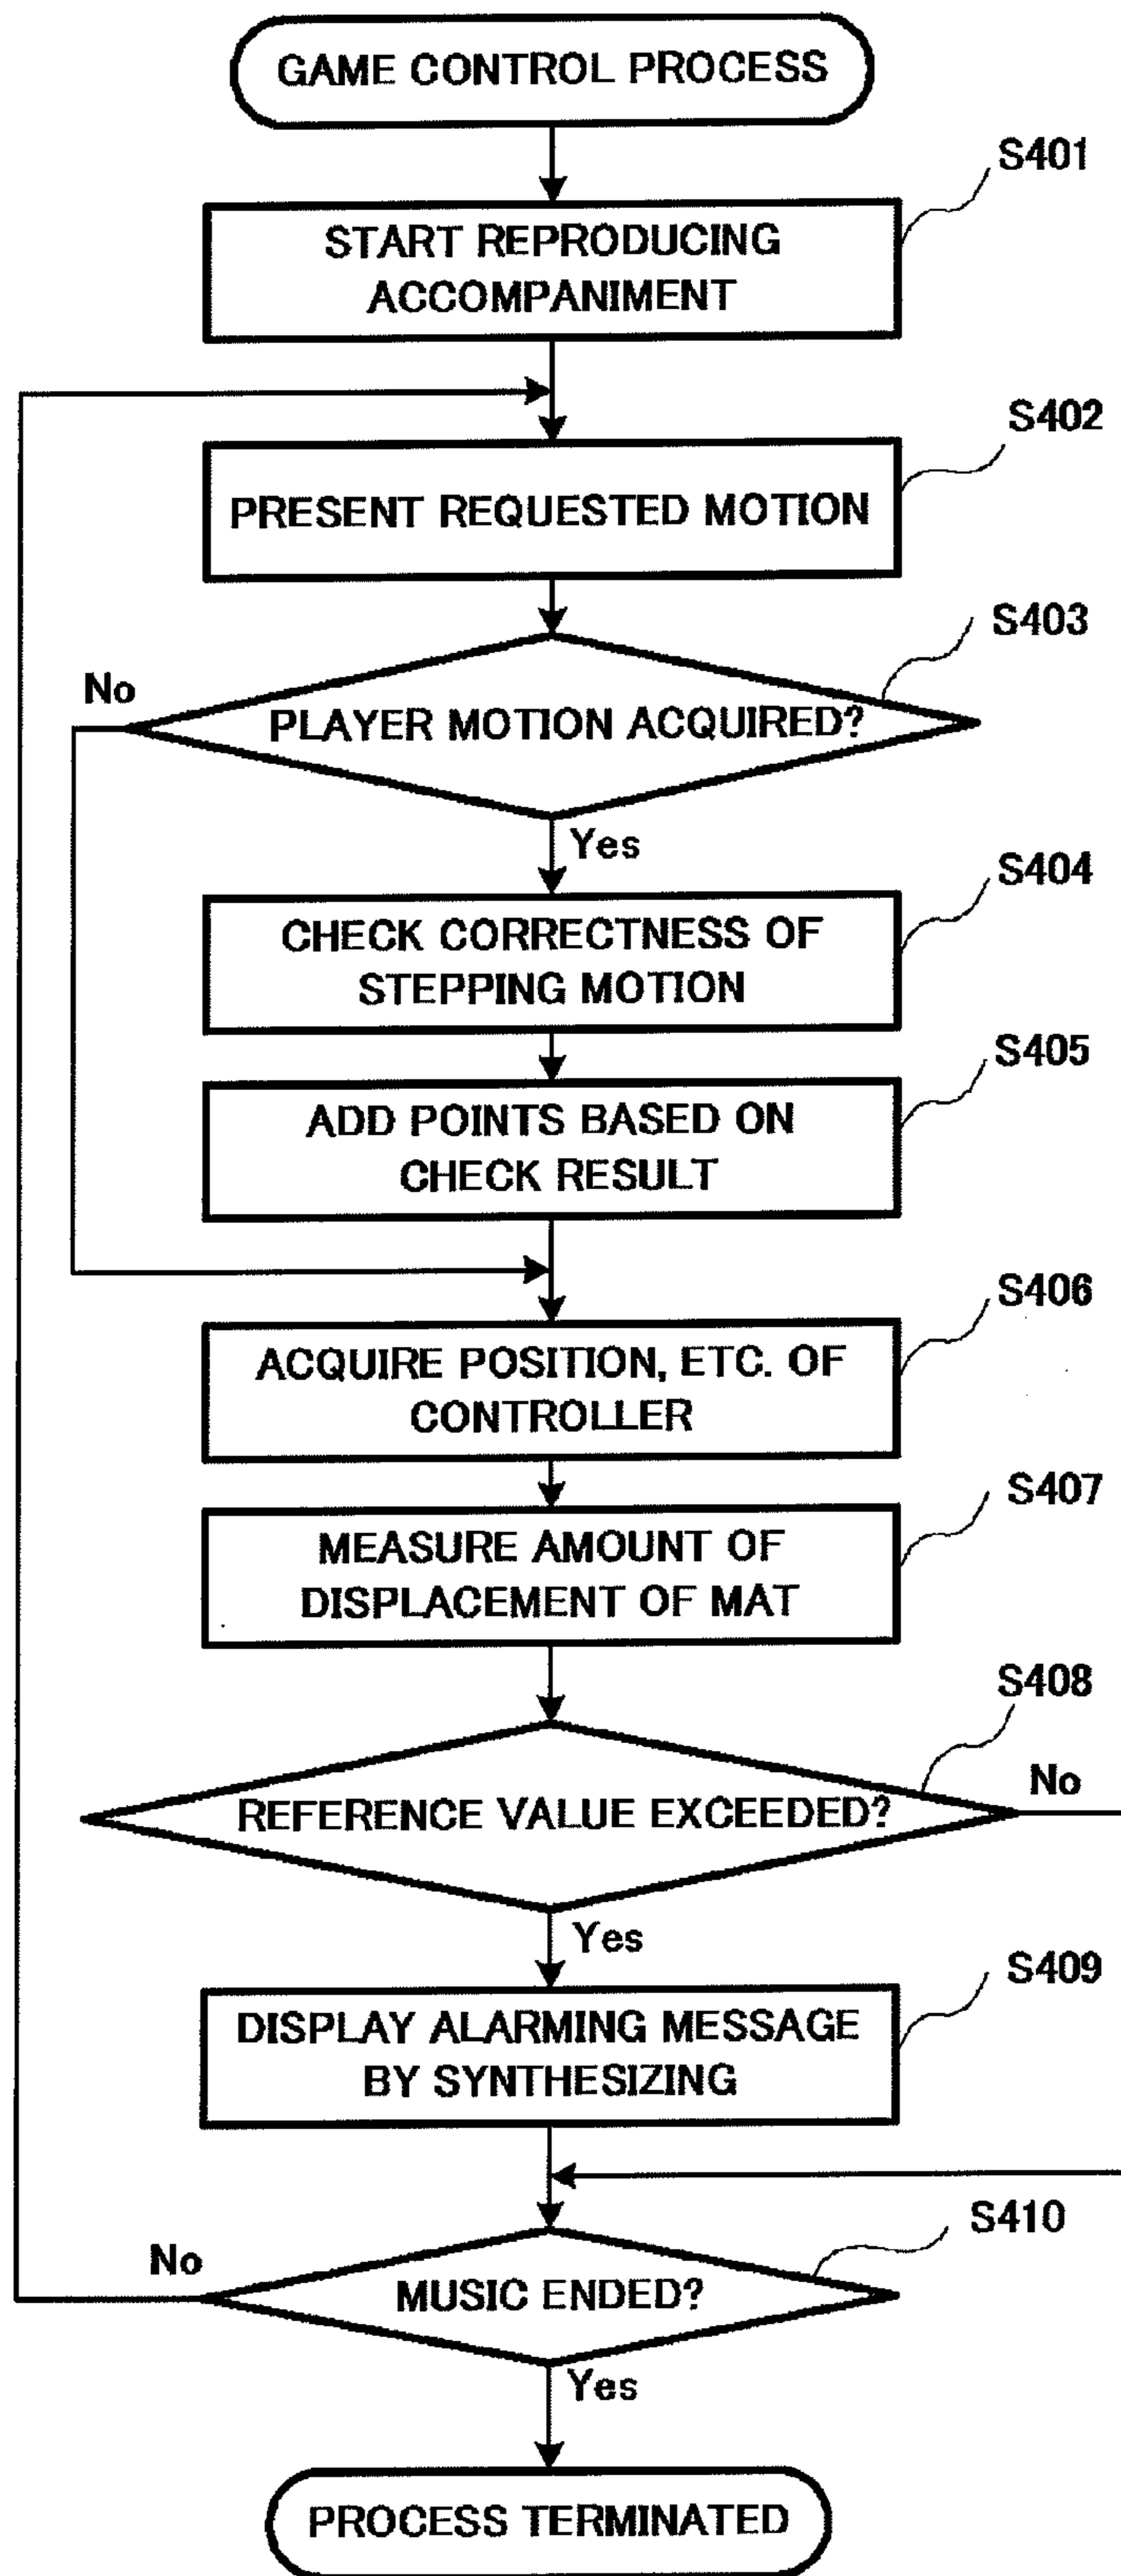 GAME CONTROL PROCESS
S401
START REPRODUCING
ACCOMPANIMENT
S402
PRESENT REQUESTED MOTION
S403
No
PLAYER MOTION ACQUIRED?
Yes
S404
CHECK CORRECTNESS OF
STEPPING MOTION
S405
ADD POINTS BASED ON
CHECK RESULT
S406
ACQUIRE POSITION, ETC. OF
CONTROLLER
S407
MEASURE AMOUNT OF
DISPLACEMENT OF MAT
S408
No
REFERENCE VALUE EXCEEDED?
Yes
S409
DISPLAY ALARMING MESSAGE
BY SYNTHESIZING
S410
No
MUSIC ENDED?
Yes
PROCESS TERMINATED